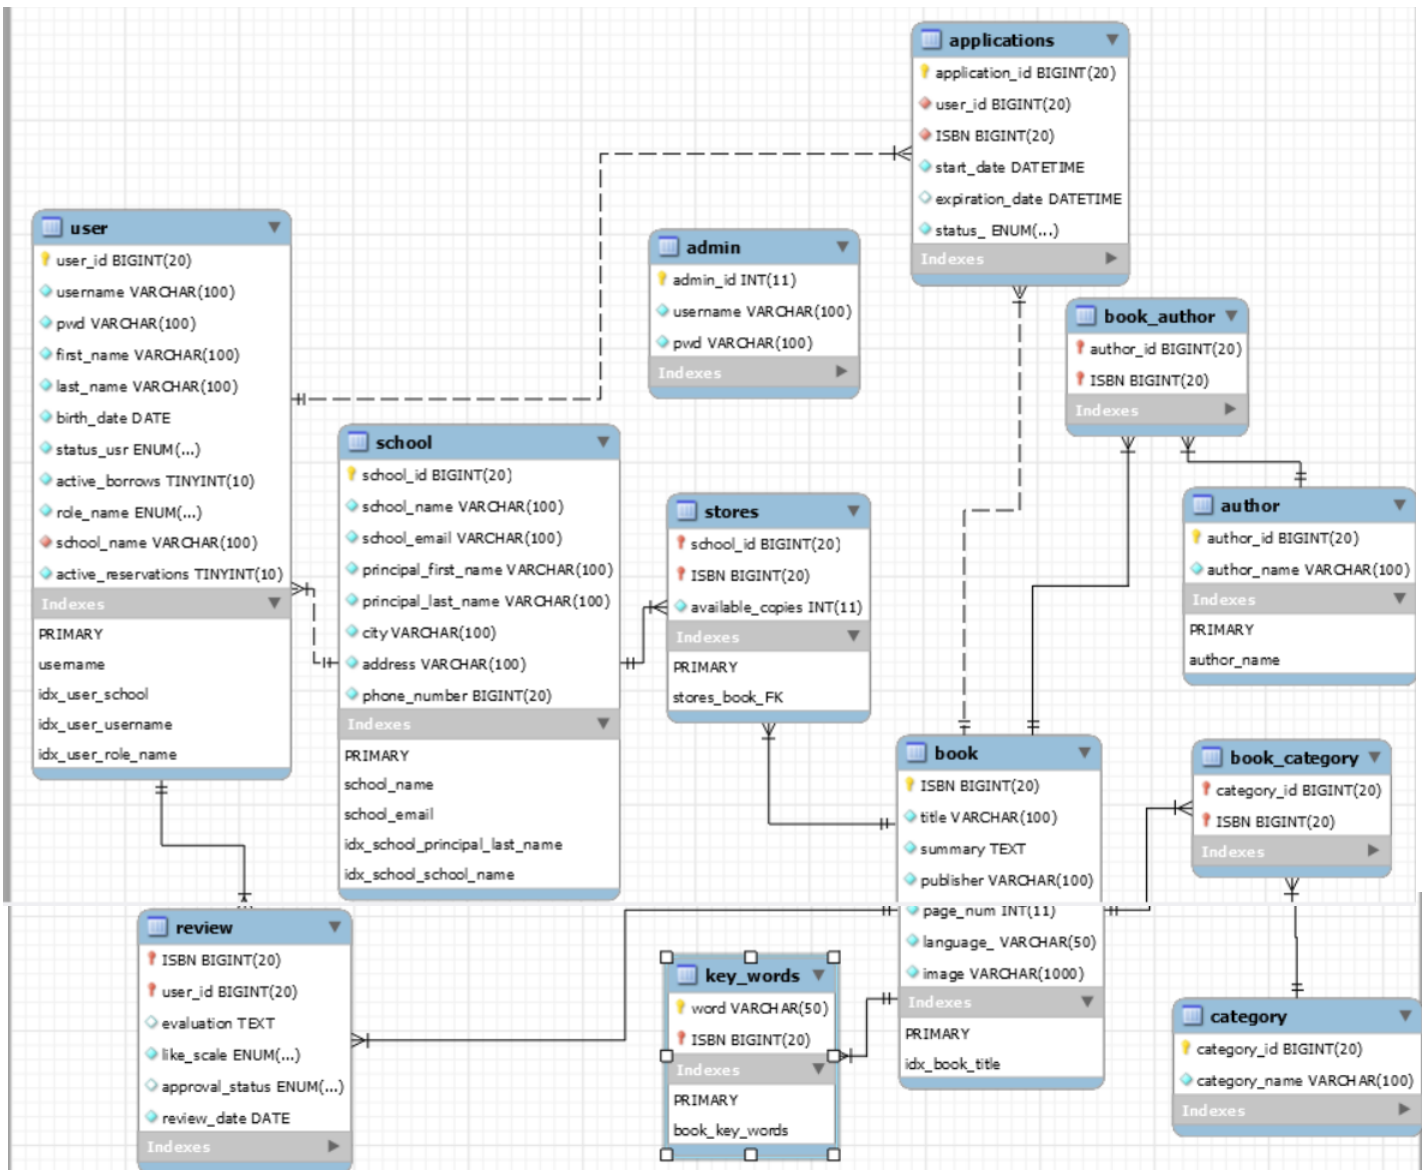 applications
application_id BIGINT(20)
user_id BIGINT(20)
ISBN BIGINT(20)
start_date DATETIME
expiration_date DATETIME
status_ ENUM(...)
Indexes
user
user_id BIGINT(20)
username VARCHAR(100)
pwd VARCHAR(100)
first_name VARCHAR(100)
last_name VARCHAR(100)
birth_date DATE
status_usr ENUM(...)
active_borrows TINYINT(10)
role_name ENUM(...)
school_name VARCHAR(100)
active_reservations TINYINT(10)
Indexes
PRIMARY
username
idx_user_school
idx_user_username
idx_user_role_name
admin
admin_id INT(11)
username VARCHAR(100)
pwd VARCHAR(100)
Indexes
book_author
author_id BIGINT(20)
ISBN BIGINT(20)
Indexes
school
school_id BIGINT(20)
school_name VARCHAR(100)
school_email VARCHAR(100)
principal_first_name VARCHAR(100)
principal_last_name VARCHAR(100)
city VARCHAR(100)
address VARCHAR(100)
phone_number BIGINT(20)
Indexes
PRIMARY
school_name
school_email
idx_school_principal_last_name
idx_school_school_name
stores
school_id BIGINT(20)
ISBN BIGINT(20)
available_copies INT(11)
Indexes
PRIMARY
stores_book_FK
author
author_id BIGINT(20)
author_name VARCHAR(100)
Indexes
PRIMARY
author_name
book
ISBN BIGINT(20)
title VARCHAR(100)
summary TEXT
publisher VARCHAR(100)
page_num INT(11)
language_ VARCHAR(50)
image VARCHAR(1000)
Indexes
PRIMARY
idx_book_title
book_category
category_id BIGINT(20)
ISBN BIGINT(20)
Indexes
review
ISBN BIGINT(20)
user_id BIGINT(20)
evaluation TEXT
like_scale ENUM(...)
approval_status ENUM(...)
review_date DATE
Indexes
key_words
word VARCHAR(50)
ISBN BIGINT(20)
Indexes
PRIMARY
book_key_words
category
category_id BIGINT(20)
category_name VARCHAR(100)
Indexes